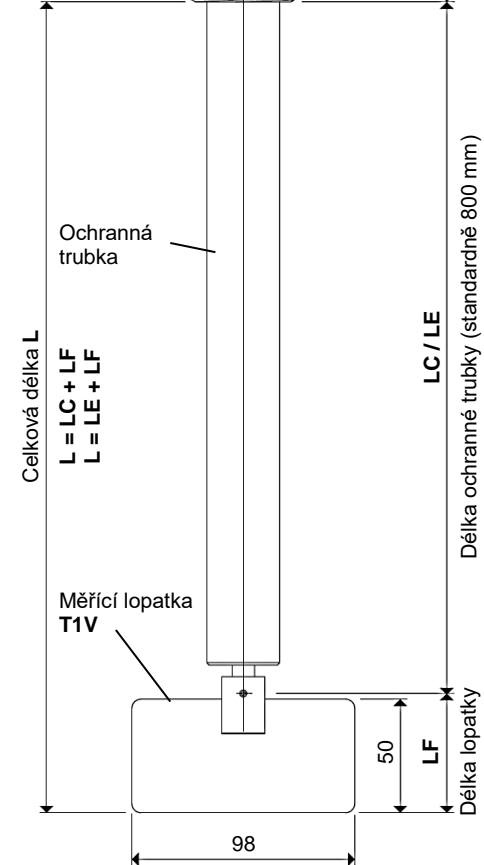 Ochranná
trubka
Celková délka L
L = LC + LF
L = LE + LF
LC / LE
Délka ochranné trubky (standardně 800 mm)
Měřící lopatka
T1V
50
LF
Délka lopatky
98